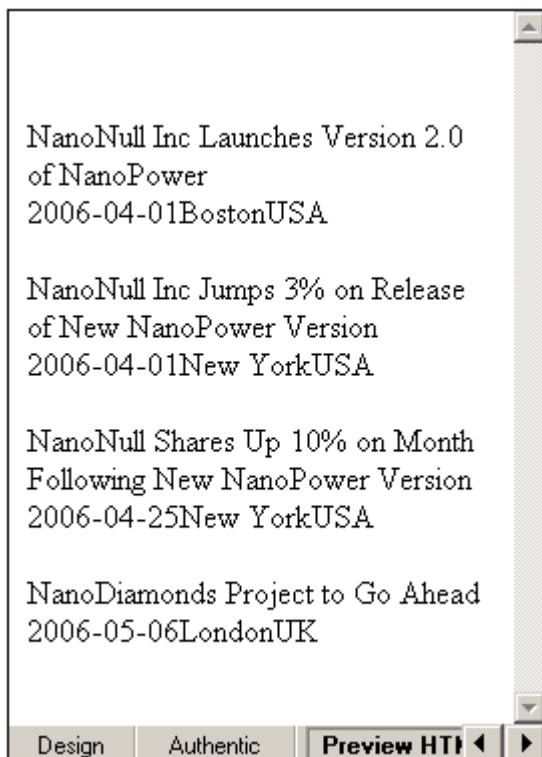 NanoNull Inc Launches Version 2.0
of NanoPower
2006-04-01BostonUSA
NanoNull Inc Jumps 3% on Release
of New NanoPower Version
2006-04-01New YorkUSA
NanoNull Shares Up 10% on Month
Following New NanoPower Version
2006-04-25New YorkUSA
NanoDiamonds Project to Go Ahead
2006-05-06LondonUK
Design Authentic Preview